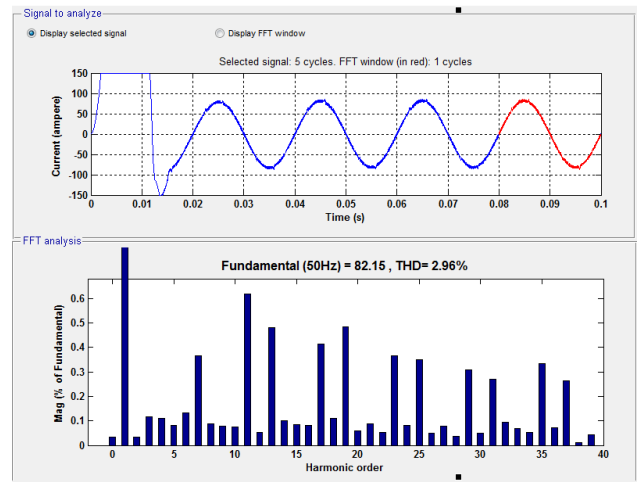 Signal to analyze
Display selected signal
Display FFT window
Selected signal: 5 cycles. FFT window (in red): 1 cycles
150
100
50
0
-50
-100
-150
Current (ampere)
0 0.01 0.02 0.03 0.04 0.05 0.06 0.07 0.08 0.09 0.1
Time (s)
FFT analysis
Fundamental (50Hz) = 82.15 , THD= 2.96%
0.6
0.5
0.4
0.3
0.2
0.1
0
Mag (% of Fundamental)
0 5 10 15 20 25 30 35 40
Harmonic order